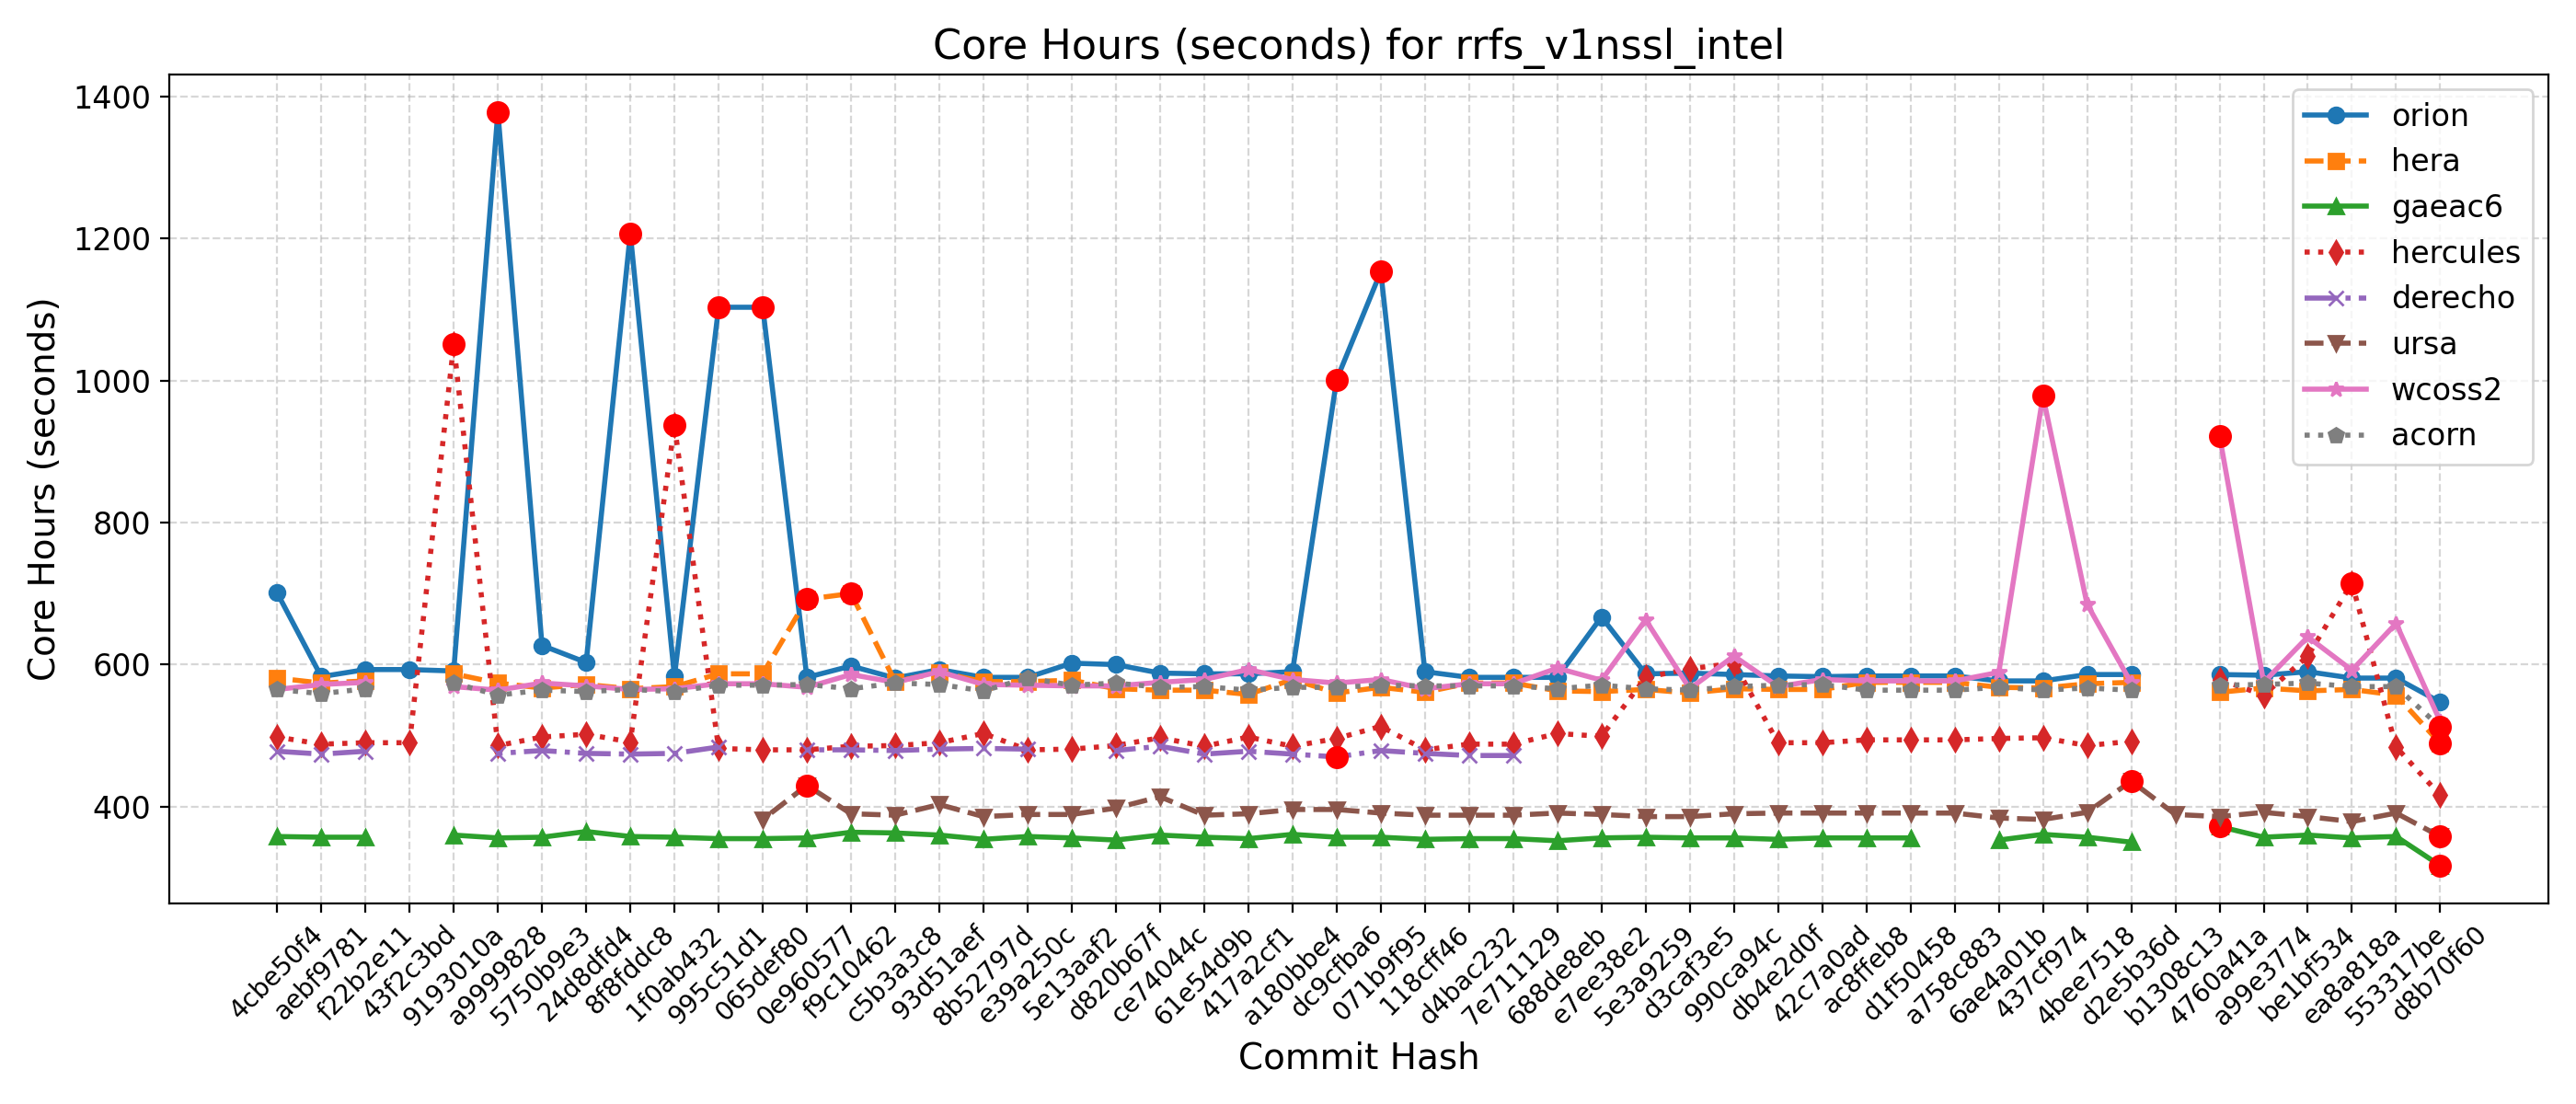 Core Hours (seconds) for rrfs_v1nssl_intel
Core Hours (seconds)
1400
1200
1000
800
600
400
orion
hera
gaeac6
hercules
derecho
ursa
wcoss2
acorn
4cbe50f4
aebf9781
f22b2e11
43f2c3bd
9193010a
a9999828
5750b9e3
24d8dfd4
8f8fddc8
1f0ab432
995c51d1
065def80
0e960577
f9c10462
c5b3a3c8
93d51aef
8b52797d
e39a250c
5e13aaf2
d820b67f
ce74044c
61e54d9b
417a2cf1
a180bbe4
dc9cfba6
071b9f95
118cff46
d4bac232
7e711129
688de8eb
e7ee38e2
5e3a9259
d3caf3e5
990ca94c
db4e2d0f
42c7a0ad
ac8ffeb8
d1f50458
a758c883
6ae4a01b
437cf974
4bee7518
d2e5b36d
b1308c13
4760a41a
a99e3774
be1bf534
ea8a818a
553317be
d8b70f60
Commit Hash